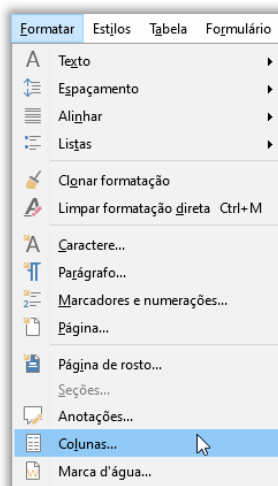 Formatar Estilos Tabela Formulário
Texto
Espaçamento
Alinhar
Listas
Clonar formatação
Limpar formatação direta Ctrl+M
Caractere...
Parágrafo...
Marcadores e numerações...
Página...
Página de rosto...
Seções...
Anotações...
Colunas...
Marca d'água...